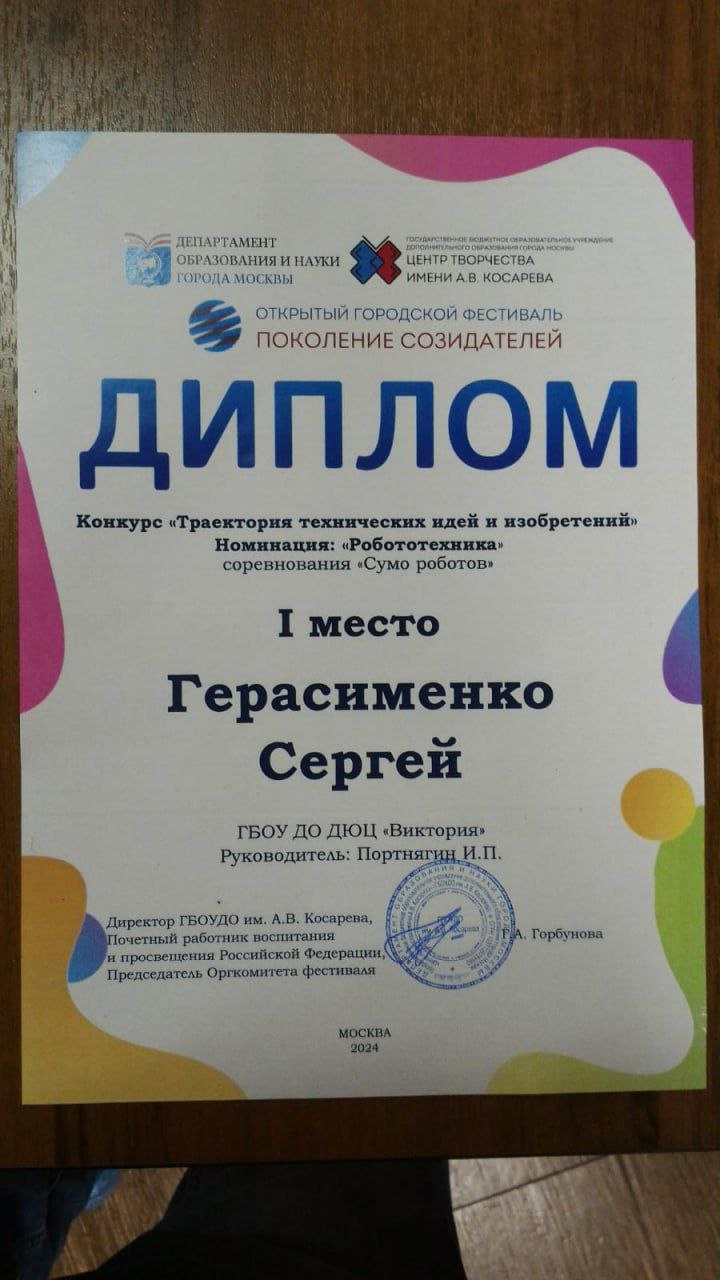 ДЕПАРТАМЕНТ
ОБРАЗОВАНИЯ И НАУКИ
ГОРОДА МОСКВЫ
ГОСУДАРСТВЕННОЕ БЮДЖЕТНОЕ ОБРАЗОВАТЕЛЬНОЕ УЧРЕЖДЕНИЕ
ДОПОЛНИТЕЛЬНОГО ОБРАЗОВАНИЯ ГОРОДА МОСКВЫ
ЦЕНТР ТВОРЧЕСТВА
ИМЕНИ А.В. КОСАРЕВА
ОТКРЫТЫЙ ГОРОДСКОЙ ФЕСТИВАЛЬ
ПОКОЛЕНИЕ СОЗИДАТЕЛЕЙ
ДИПЛОМ
Конкурс «Траектория технических идей и изобретений»
Номинация: «Робототехника»
соревнования «Сумо роботов»
I место
Герасименко
Сергей
ГБОУ ДО ДЮЦ «Виктория»
Руководитель: Портнягин И.П.
Директор ГБОУДО им. А.В. Косарева,
Почетный работник воспитания
и просвещения Российской Федерации,
Председатель Оргкомитета фестиваля
Г.А. Горбунова
МОСКВА
2024